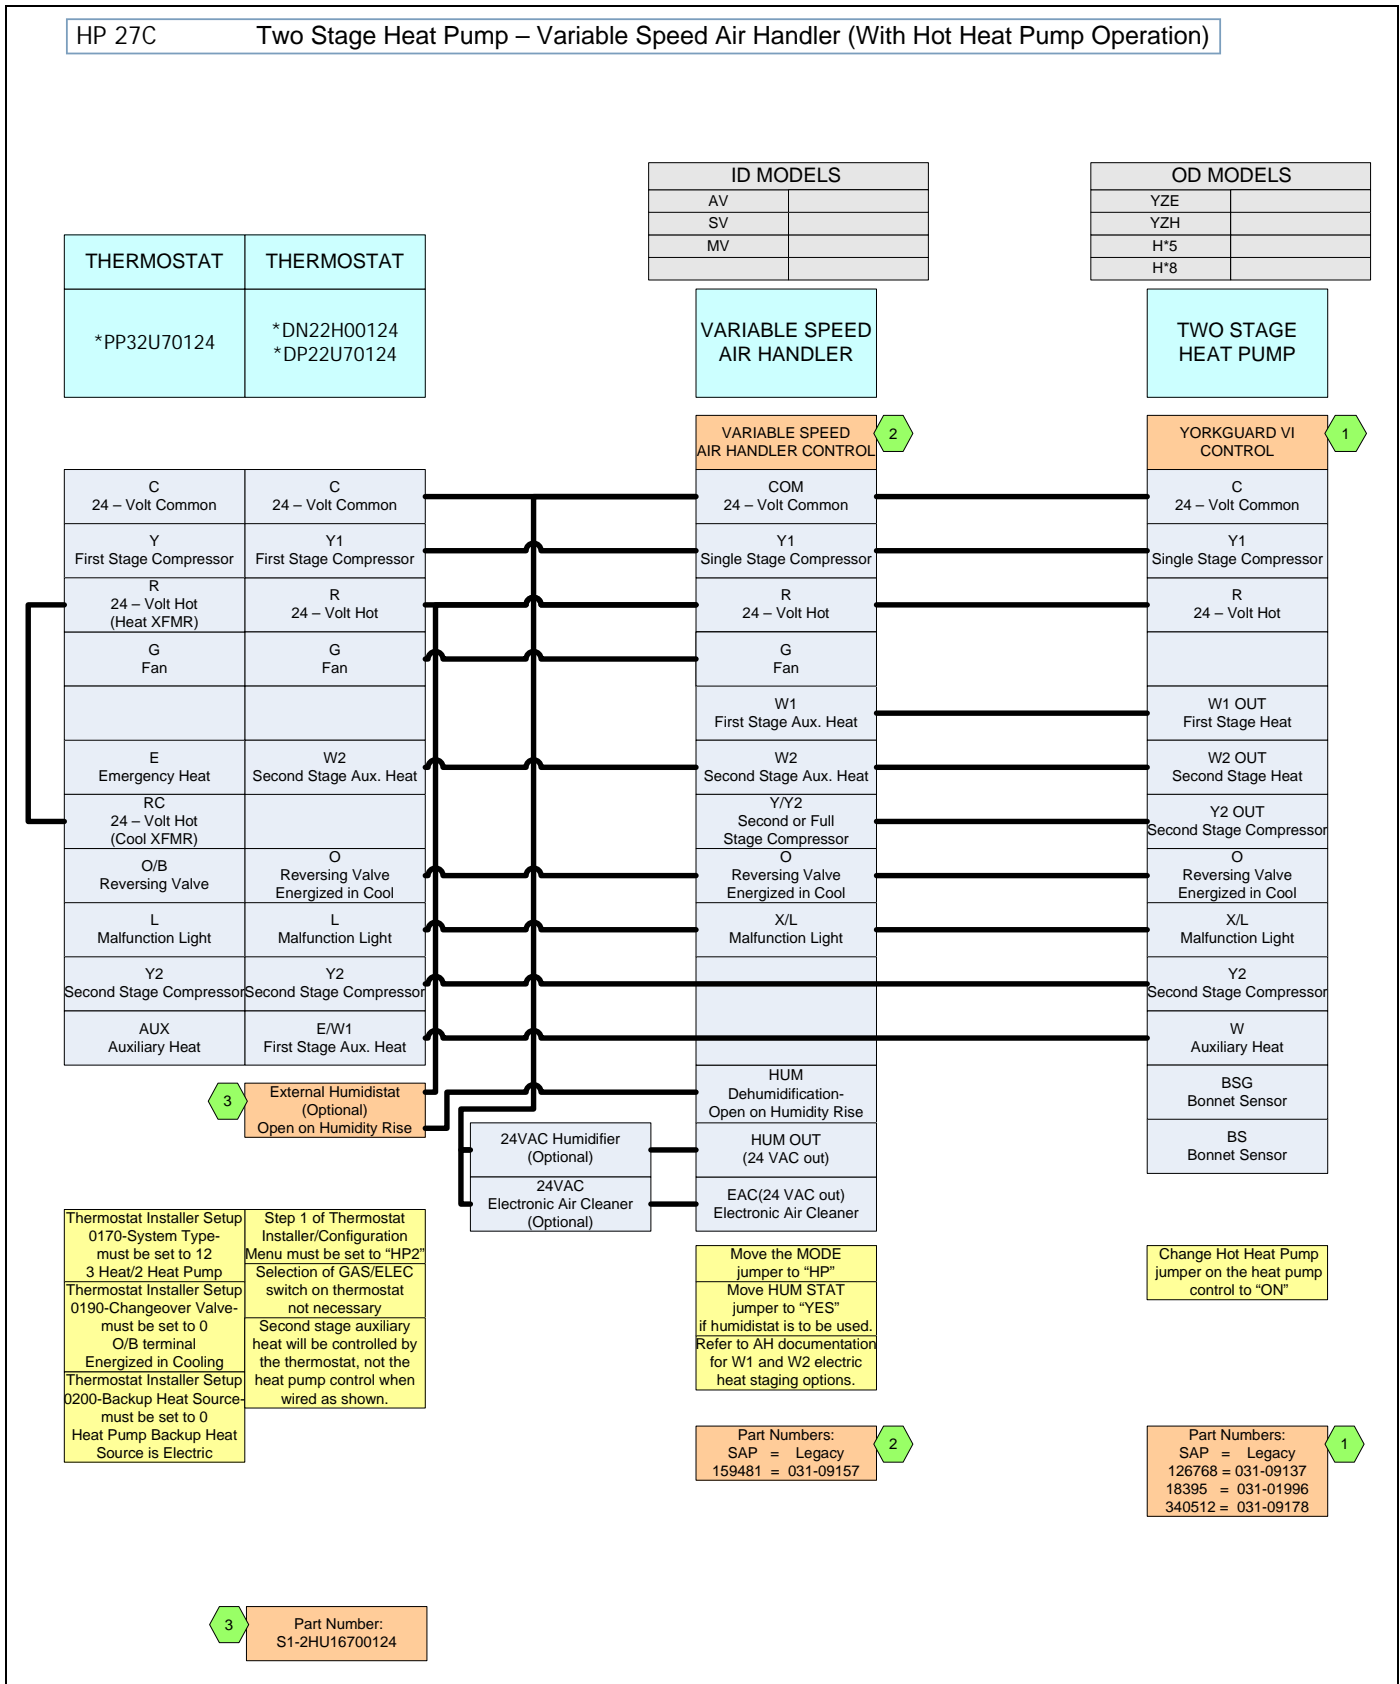 HP 27C
Two Stage Heat Pump – Variable Speed Air Handler (With Hot Heat Pump Operation)
ID MODELS
AV
SV
MV
OD MODELS
YZE
YZH
H*5
H*8
THERMOSTAT
THERMOSTAT
*PP32U70124
*DN22H00124
*DP22U70124
VARIABLE SPEED
AIR HANDLER
TWO STAGE
HEAT PUMP
VARIABLE SPEED
AIR HANDLER CONTROL
2
YORKGUARD VI
CONTROL
1
C
24 – Volt Common
C
24 – Volt Common
COM
24 – Volt Common
C
24 – Volt Common
Y
First Stage Compressor
Y1
First Stage Compressor
Y1
Single Stage Compressor
Y1
Single Stage Compressor
R
24 – Volt Hot
(Heat XFMR)
R
24 – Volt Hot
R
24 – Volt Hot
R
24 – Volt Hot
G
Fan
G
Fan
G
Fan
W1
First Stage Aux. Heat
W1 OUT
First Stage Heat
E
Emergency Heat
W2
Second Stage Aux. Heat
W2
Second Stage Aux. Heat
W2 OUT
Second Stage Heat
RC
24 – Volt Hot
(Cool XFMR)
Y/Y2
Second or Full
Stage Compressor
Y2 OUT
Second Stage Compressor
O/B
Reversing Valve
O
Reversing Valve
Energized in Cool
O
Reversing Valve
Energized in Cool
O
Reversing Valve
Energized in Cool
L
Malfunction Light
L
Malfunction Light
X/L
Malfunction Light
X/L
Malfunction Light
Y2
Second Stage Compressor
Y2
Second Stage Compressor
Y2
Second Stage Compressor
AUX
Auxiliary Heat
E/W1
First Stage Aux. Heat
W
Auxiliary Heat
3
External Humidistat
(Optional)
Open on Humidity Rise
HUM
Dehumidification-
Open on Humidity Rise
BSG
Bonnet Sensor
24VAC Humidifier
(Optional)
HUM OUT
(24 VAC out)
BS
Bonnet Sensor
24VAC
Electronic Air Cleaner
(Optional)
EAC(24 VAC out)
Electronic Air Cleaner
Thermostat Installer Setup
0170-System Type-
must be set to 12
3 Heat/2 Heat Pump
Thermostat Installer Setup
0190-Changeover Valve-
must be set to 0
O/B terminal
Energized in Cooling
Thermostat Installer Setup
0200-Backup Heat Source-
must be set to 0
Heat Pump Backup Heat
Source is Electric
Step 1 of Thermostat
Installer/Configuration
Menu must be set to “HP2”
Selection of GAS/ELEC
switch on thermostat
not necessary
Second stage auxiliary
heat will be controlled by
the thermostat, not the
heat pump control when
wired as shown.
Move the MODE
jumper to “HP”
Move HUM STAT
jumper to “YES”
if humidistat is to be used.
Refer to AH documentation
for W1 and W2 electric
heat staging options.
Change Hot Heat Pump
jumper on the heat pump
control to “ON”
Part Numbers:
SAP = Legacy
159481 = 031-09157
2
Part Numbers:
SAP = Legacy
126768 = 031-09137
18395 = 031-01996
340512 = 031-09178
1
3
Part Number:
S1-2HU16700124